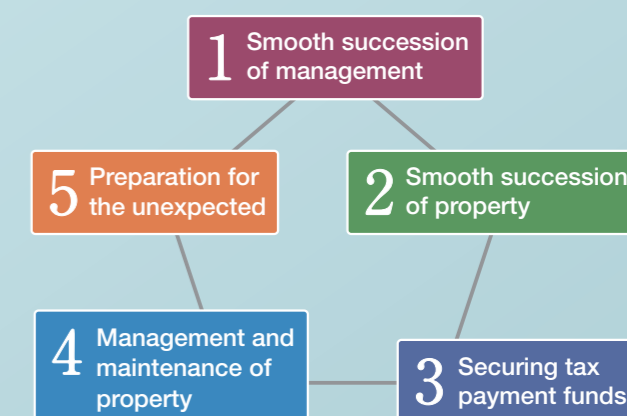 1 Smooth succession
of management
5 Preparation for
the unexpected
2 Smooth succession
of property
4 Management and
maintenance of
property
3 Securing tax
payment funds